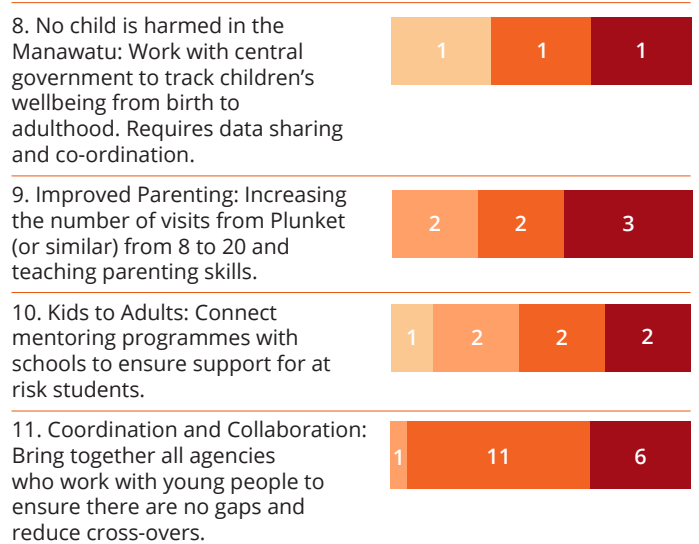 8. No child is harmed in the
Manawatu: Work with central
government to track children’s
wellbeing from birth to
adulthood. Requires data sharing
and co-ordination.
1 1 1
9. Improved Parenting: Increasing
the number of visits from Plunket
(or similar) from 8 to 20 and
teaching parenting skills.
2 2 3
10. Kids to Adults: Connect
mentoring programmes with
schools to ensure support for at
risk students.
1 2 2 2
11. Coordination and Collaboration:
Bring together all agencies
who work with young people to
ensure there are no gaps and
reduce cross-overs.
1 11 6